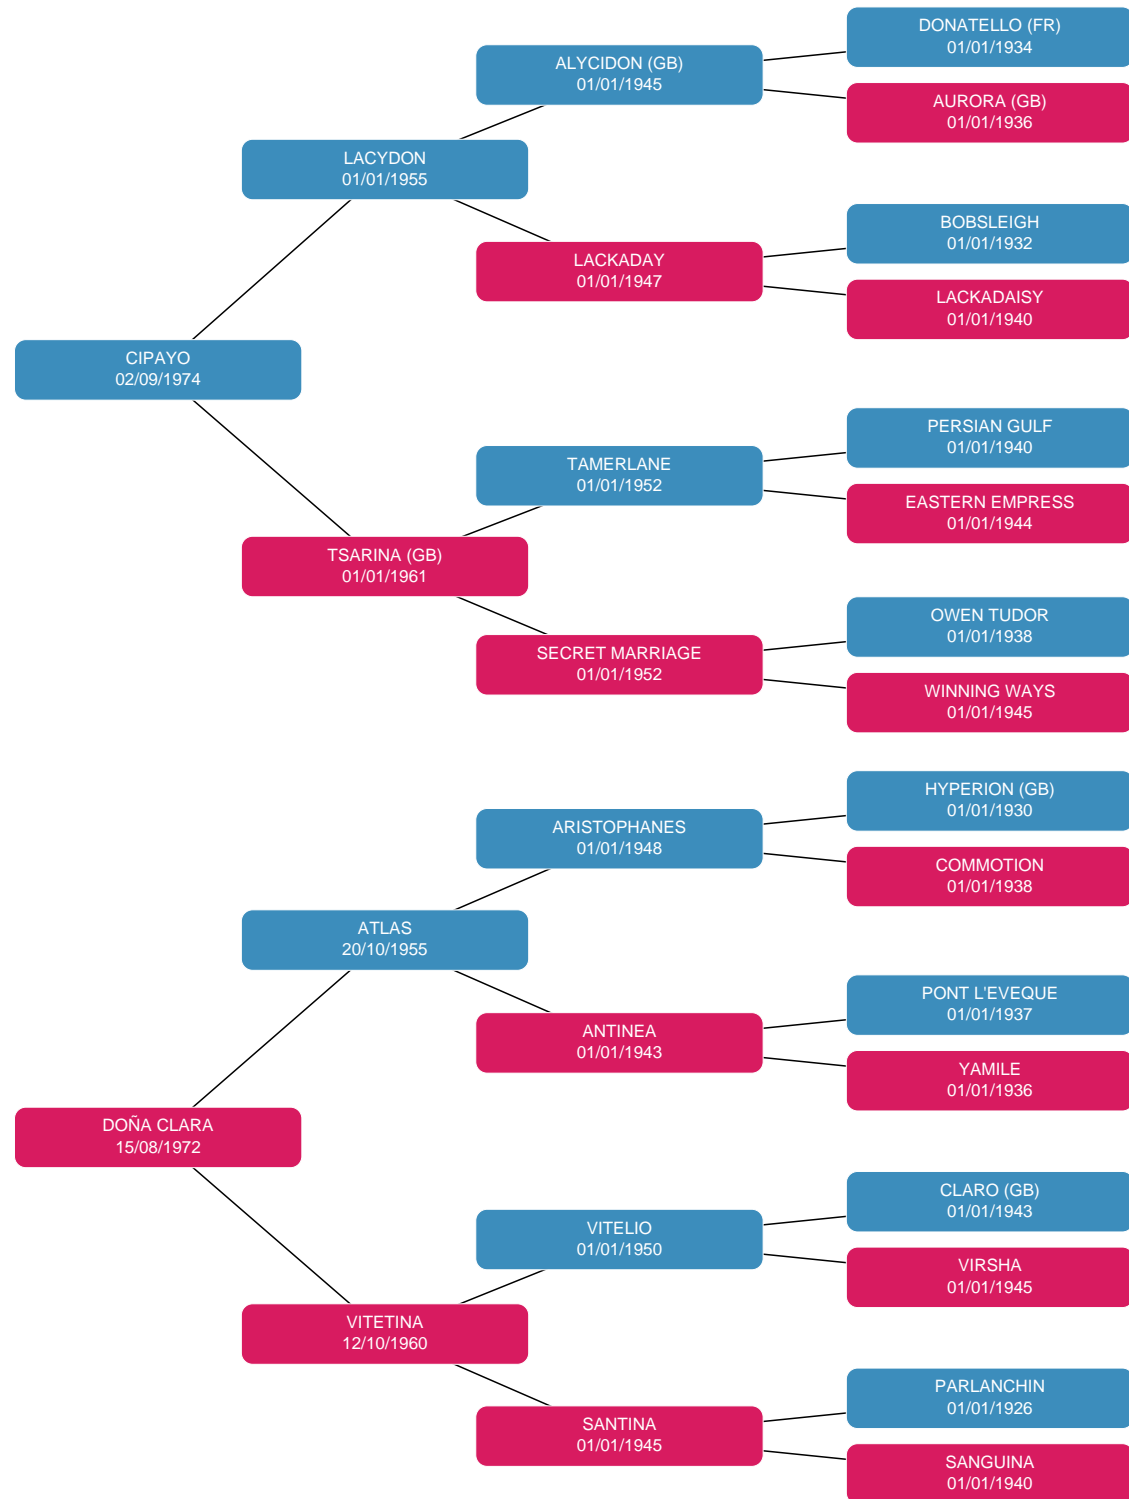 DONATELLO (FR)
01/01/1934
ALYCIDON (GB)
01/01/1945
AURORA (GB)
01/01/1936
LACYDON
01/01/1955
BOBSLEIGH
01/01/1932
LACKADAY
01/01/1947
LACKADAISY
01/01/1940
CIPAYO
02/09/1974
PERSIAN GULF
01/01/1940
TAMERLANE
01/01/1952
EASTERN EMPRESS
01/01/1944
TSARINA (GB)
01/01/1961
OWEN TUDOR
01/01/1938
SECRET MARRIAGE
01/01/1952
WINNING WAYS
01/01/1945
HYPERION (GB)
01/01/1930
ARISTOPHANES
01/01/1948
COMMOTION
01/01/1938
ATLAS
20/10/1955
PONT L'EVEQUE
01/01/1937
ANTINEA
01/01/1943
YAMILE
01/01/1936
DOÑA CLARA
15/08/1972
CLARO (GB)
01/01/1943
VITELIO
01/01/1950
VIRSHA
01/01/1945
VITETINA
12/10/1960
PARLANCHIN
01/01/1926
SANTINA
01/01/1945
SANGUINA
01/01/1940